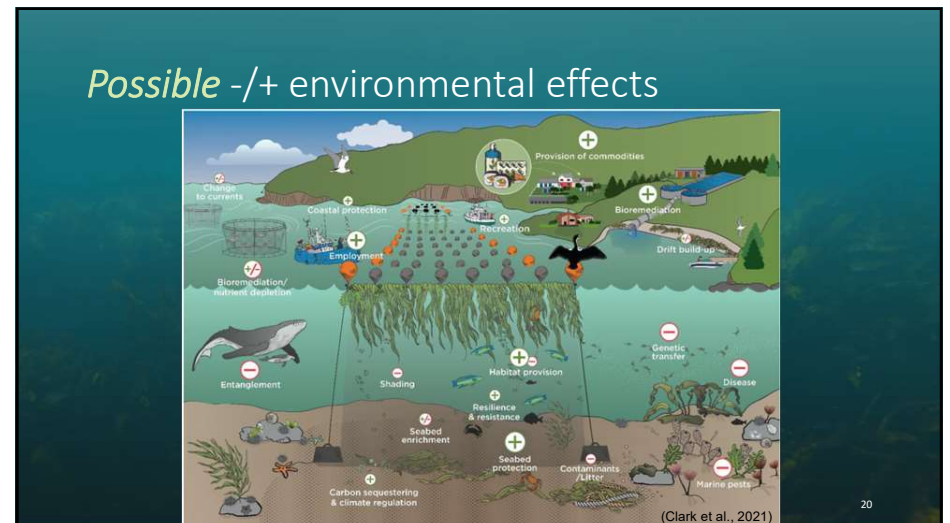 Possible -/+ environmental effects
+
Provision of commodities
+/-
Change
to currents
+
Coastal protection
+
Recreation
+
Bioremediation
+
Employment
+/-
Drift build-up
+/-
Bioremediation/
nutrient depletion
-
Genetic
transfer
-
Entanglement
-
Shading
+ -
Habitat provision
-
Disease
+
Resilience
& resistance
+/-
Seabed
enrichment
+
Seabed
protection
-
Contaminants
/Litter
-
Marine pests
+
Carbon sequestering
& climate regulation
(Clark et al., 2021)
20